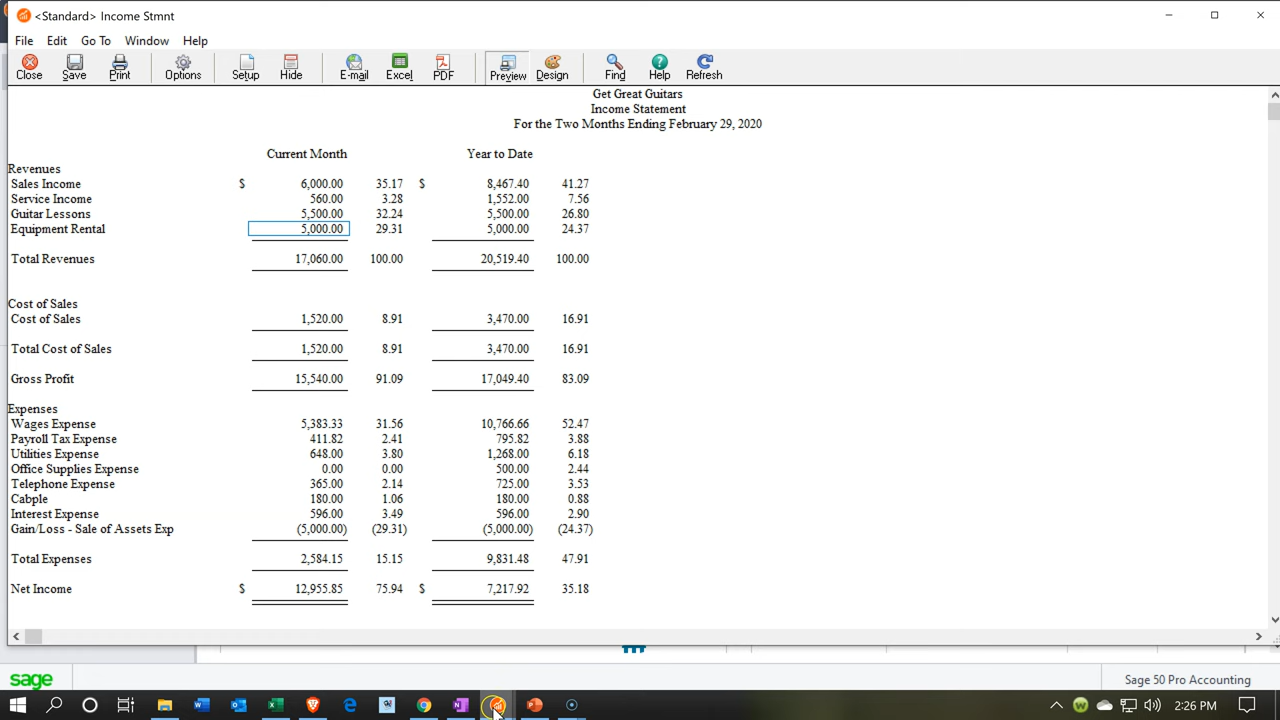 <Standard> Income Stmnt
File Edit Go To Window Help
Close Save Print Options Setup Hide E-mail Excel PDF Preview Design Find Help Refresh
Get Great Guitars
Income Statement
For the Two Months Ending February 29, 2020
Current Month Year to Date
Revenues
Sales Income $ 6,000.00 35.17 $ 8,467.40 41.27
Service Income 560.00 3.28 1,552.00 7.56
Guitar Lessons 5,500.00 32.24 5,500.00 26.80
Equipment Rental 5,000.00 29.31 5,000.00 24.37
Total Revenues 17,060.00 100.00 20,519.40 100.00
Cost of Sales
Cost of Sales 1,520.00 8.91 3,470.00 16.91
Total Cost of Sales 1,520.00 8.91 3,470.00 16.91
Gross Profit 15,540.00 91.09 17,049.40 83.09
Expenses
Wages Expense 5,383.33 31.56 10,766.66 52.47
Payroll Tax Expense 411.82 2.41 795.82 3.88
Utilities Expense 648.00 3.80 1,268.00 6.18
Office Supplies Expense 0.00 0.00 500.00 2.44
Telephone Expense 365.00 2.14 725.00 3.53
Cabple 180.00 1.06 180.00 0.88
Interest Expense 596.00 3.49 596.00 2.90
Gain/Loss - Sale of Assets Exp (5,000.00) (29.31) (5,000.00) (24.37)
Total Expenses 2,584.15 15.15 9,831.48 47.91
Net Income $ 12,955.85 75.94 $ 7,217.92 35.18
sage Sage 50 Pro Accounting
2:26 PM